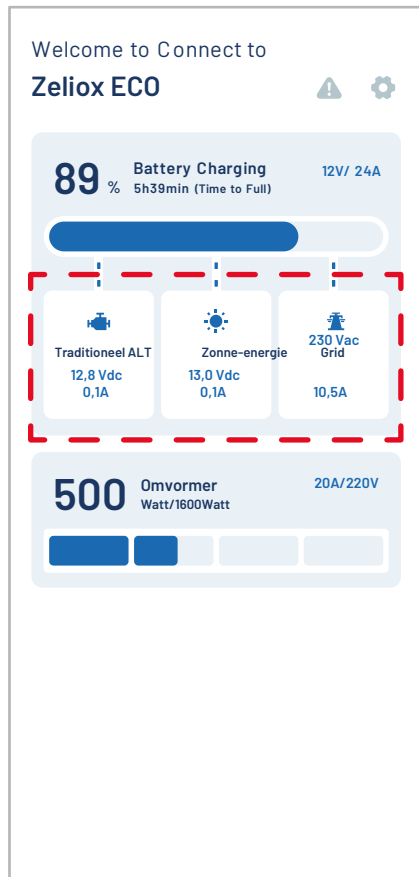 Welcome to Connect to
Zeliox ECO
89 %
Battery Charging
5h39min (Time to Full)
12V/ 24A
Traditioneel ALT
12,8 Vdc
0,1A
Zonne-energie
13,0 Vdc
0,1A
230 Vac
Grid
10,5A
500
Omvormer
Watt/1600Watt
20A/220V